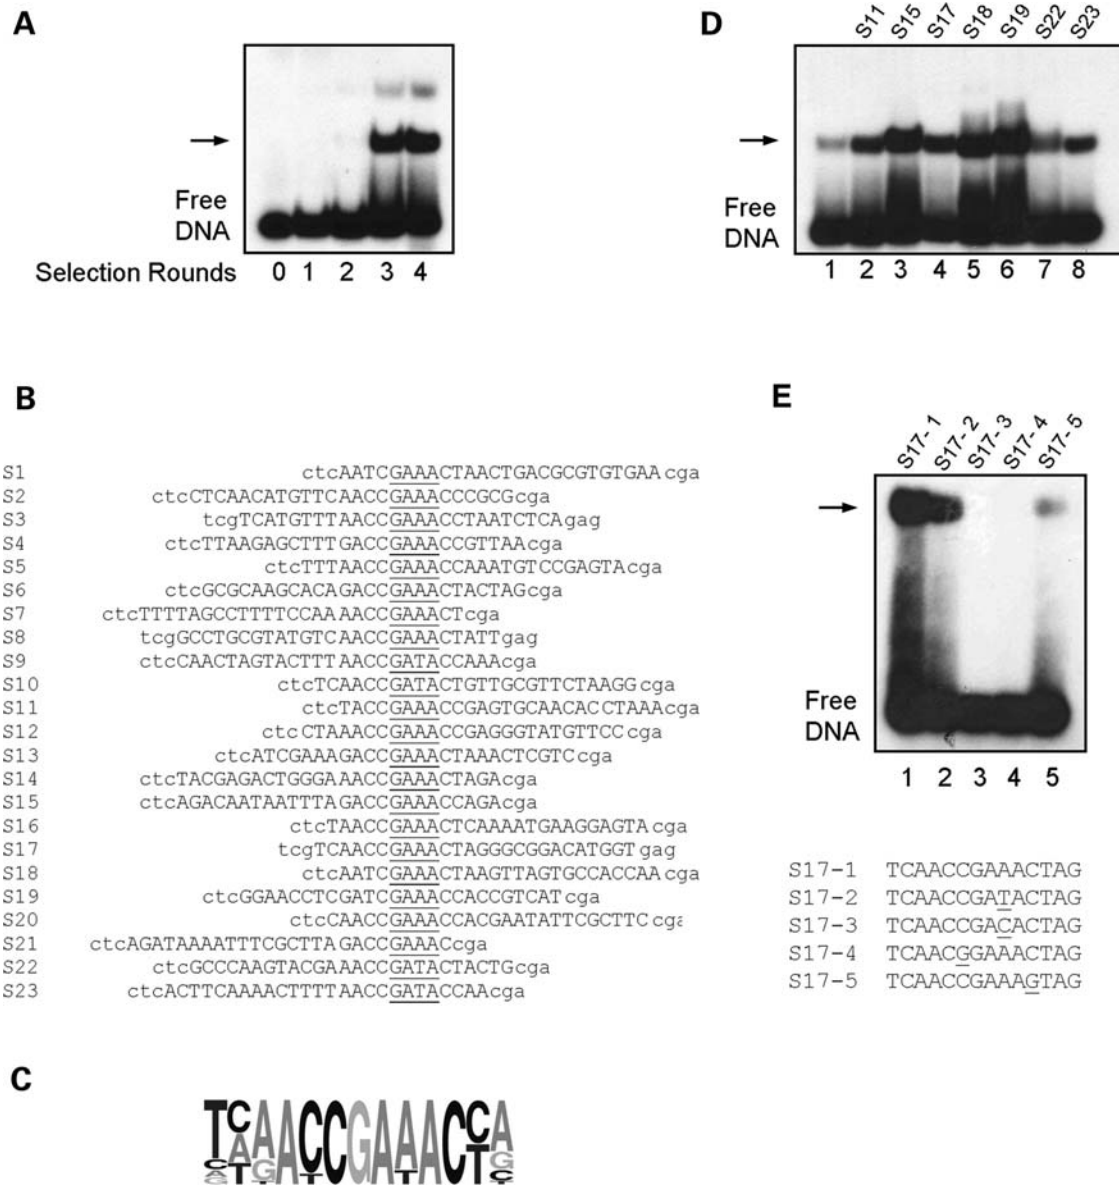 A
Free
DNA
Selection Rounds 0 1 2 3 4
B
S1 ctcAATCGAAACTAACTGACGCGTGTGAAcga
S2 ctcCTCAACATGTTCAACCGAAACCCGCGcga
S3 tcgTCATGTTTAACCGAAACCTAATCTCAgag
S4 ctcTTAAGAGCTTTGACCGAAACCGTTAAcga
S5 ctcTTTAACCGAAACCAAATGTCCGAGTAcga
S6 ctcGCGCAAGCACAGACCGAAACTACTAGcga
S7 ctcTTTTAGCCTTTTCCAAAACCGAAACTcga
S8 tcgGCCTGCGTATGTCAACCGAAACTATTgag
S9 ctcCAACTAGTACTTTAACCGATACCAAAcga
S10 ctcTCAACCGATACTGTTGCGTTCTAAGGcga
S11 ctcTACCGAAACCGAGTGCAACACCTAAAcga
S12 ctcCTAAACCGAAACCGAGGGTATGTTCCcga
S13 ctcATCGAAAGACCGAAACTAAACTCGTCcga
S14 ctcTACGAGACTGGGAAACCGAAACTAGAcga
S15 ctcAGACAATAATTTAGACCGAAACCAGAcga
S16 ctcTAACCGAAACTCAAAATGAAGGAGTAcga
S17 tcgTCAACCGAAACTAGGGCGGACATGGTgag
S18 ctcAATCGAAACTAAGTTAGTGCCACCAAcga
S19 ctcGGAACCTCGATCGAAACCACCGTCATcga
S20 ctcCAACCGAAACCACGAATATTCGCTTCcga
S21 ctcAGATAAAATTTCGCTTAGACCGAAACCcga
S22 ctcGCCCAAGTACGAAACCGATACTACTGcga
S23 ctcACTTCAAAACTTTTAACCGATACCAAcga
C
TCAACCGAAACCA
D
S11 S15 S17 S18 S19 S22 S23
Free
DNA
1 2 3 4 5 6 7 8
E
S17-1 S17-2 S17-3 S17-4 S17-5
Free
DNA
1 2 3 4 5
S17-1 TCAACCGAAACTAG
S17-2 TCAACCGATACTAG
S17-3 TCAACCGACACTAG
S17-4 TCAACGGAAACTAG
S17-5 TCAACCGAAAGTAG